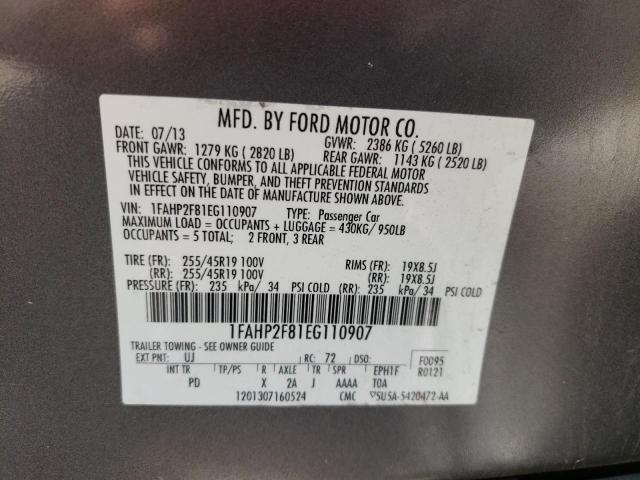 MFD. BY FORD MOTOR CO.
DATE: 07/13 GVWR: 2386 KG ( 5260 LB)
FRONT GAWR: 1279 KG ( 2820 LB) REAR GAWR: 1143 KG ( 2520 LB)
THIS VEHICLE CONFORMS TO ALL APPLICABLE FEDERAL MOTOR
VEHICLE SAFETY, BUMPER, AND THEFT PREVENTION STANDARDS
IN EFFECT ON THE DATE OF MANUFACTURE SHOWN ABOVE.
VIN: 1FAHP2F81EG110907 TYPE: Passenger Car
MAXIMUM LOAD = OCCUPANTS + LUGGAGE = 430KG/ 950LB
OCCUPANTS = 5 TOTAL; 2 FRONT, 3 REAR
TIRE (FR): 255/45R19 100V RIMS (FR): 19X8.5J
(RR): 255/45R19 100V (RR): 19X8.5J
PRESSURE (FR): 235 kPa/ 34 PSI COLD (RR): 235 kPa/ 34 PSI COLD
1FAHP2F81EG110907
TRAILER TOWING - SEE OWNER GUIDE
EXT PNT: UJ RC: 72 DSO: F0095
R0121
INT TR TP/PS R AXLE TR SPR EPH1F
PD X 2A J AAAA T0A
1201307160524 CMC 5U5A-5420472-AA